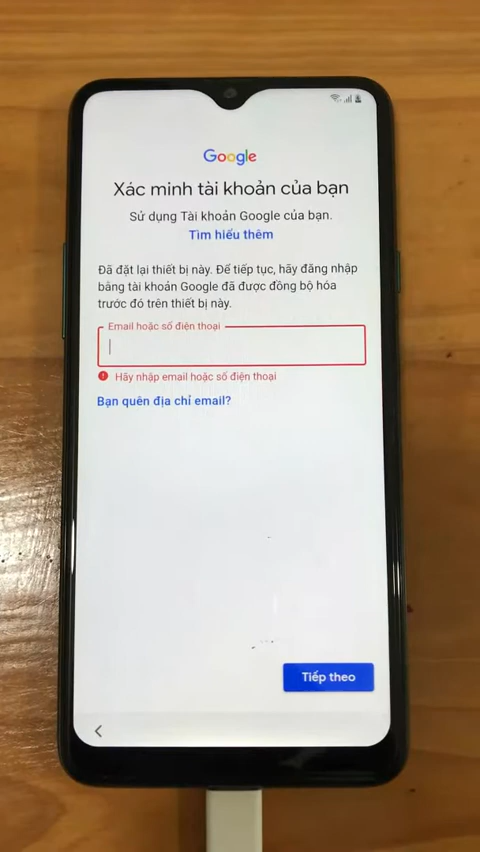 Google
Xác minh tài khoản của bạn
Sử dụng Tài khoản Google của bạn.
Tìm hiểu thêm
Đã đặt lại thiết bị này. Để tiếp tục, hãy đăng nhập
bằng tài khoản Google đã được đồng bộ hóa
trước đó trên thiết bị này.
Email hoặc số điện thoại
Hãy nhập email hoặc số điện thoại
Bạn quên địa chỉ email?
Tiếp theo